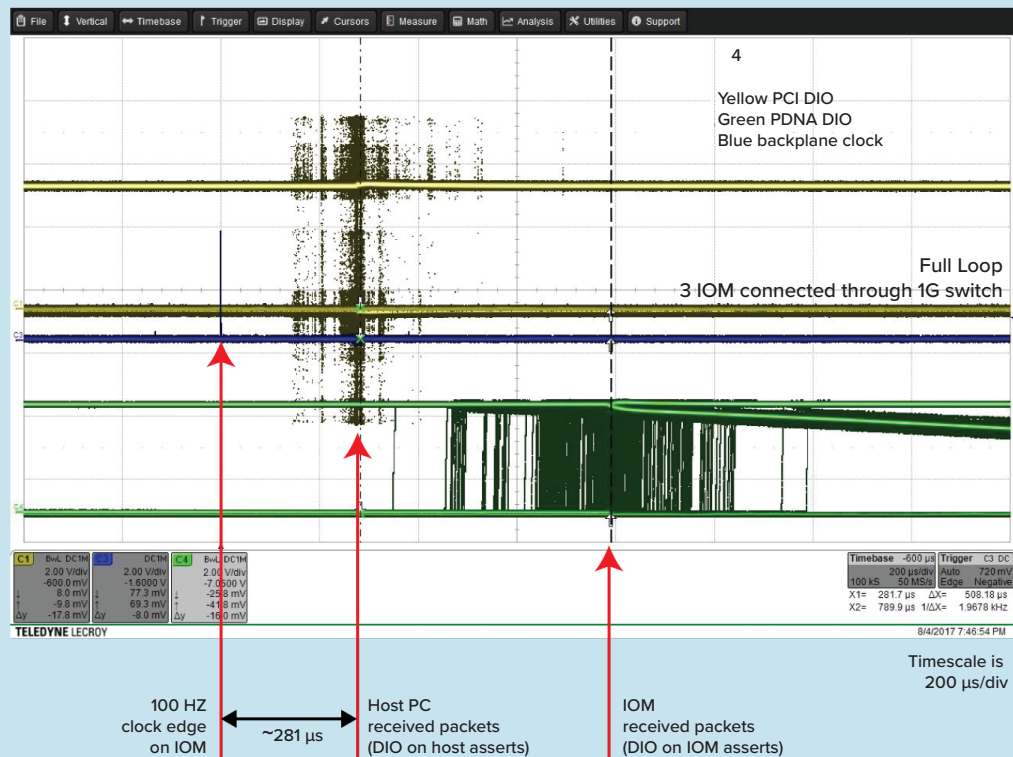 File Vertical Timebase Trigger Display Cursors Measure Math Analysis Utilities Support
4
Yellow PCI DIO
Green PDNA DIO
Blue backplane clock
Full Loop
3 IOM connected through 1G switch
C1
C3
C4
C1 BwL DC1M
2.00 V/div
-600.0 mV
↓ 8.0 mV
↑ -9.8 mV
Δy -17.8 mV
C3 DC1M
2.00 V/div
-1.6000 V
77.3 mV
69.3 mV
-8.0 mV
C4 BwL DC1M
2.00 V/div
-7.0500 V
↓ -25.8 mV
↑ -41.8 mV
Δy -16.0 mV
Timebase -600 µs
200 µs/div
100 kS 50 MS/s
Trigger C3 DC
Auto 720 mV
Edge Negative
X1= 281.7 µs ΔX= 508.18 µs
X2= 789.9 µs 1/ΔX= 1.9678 kHz
TELEDYNE LECROY
8/4/2017 7:46:54 PM
Timescale is
200 µs/div
100 HZ
clock edge
on IOM
~281 µs
Host PC
received packets
(DIO on host asserts)
IOM
received packets
(DIO on IOM asserts)